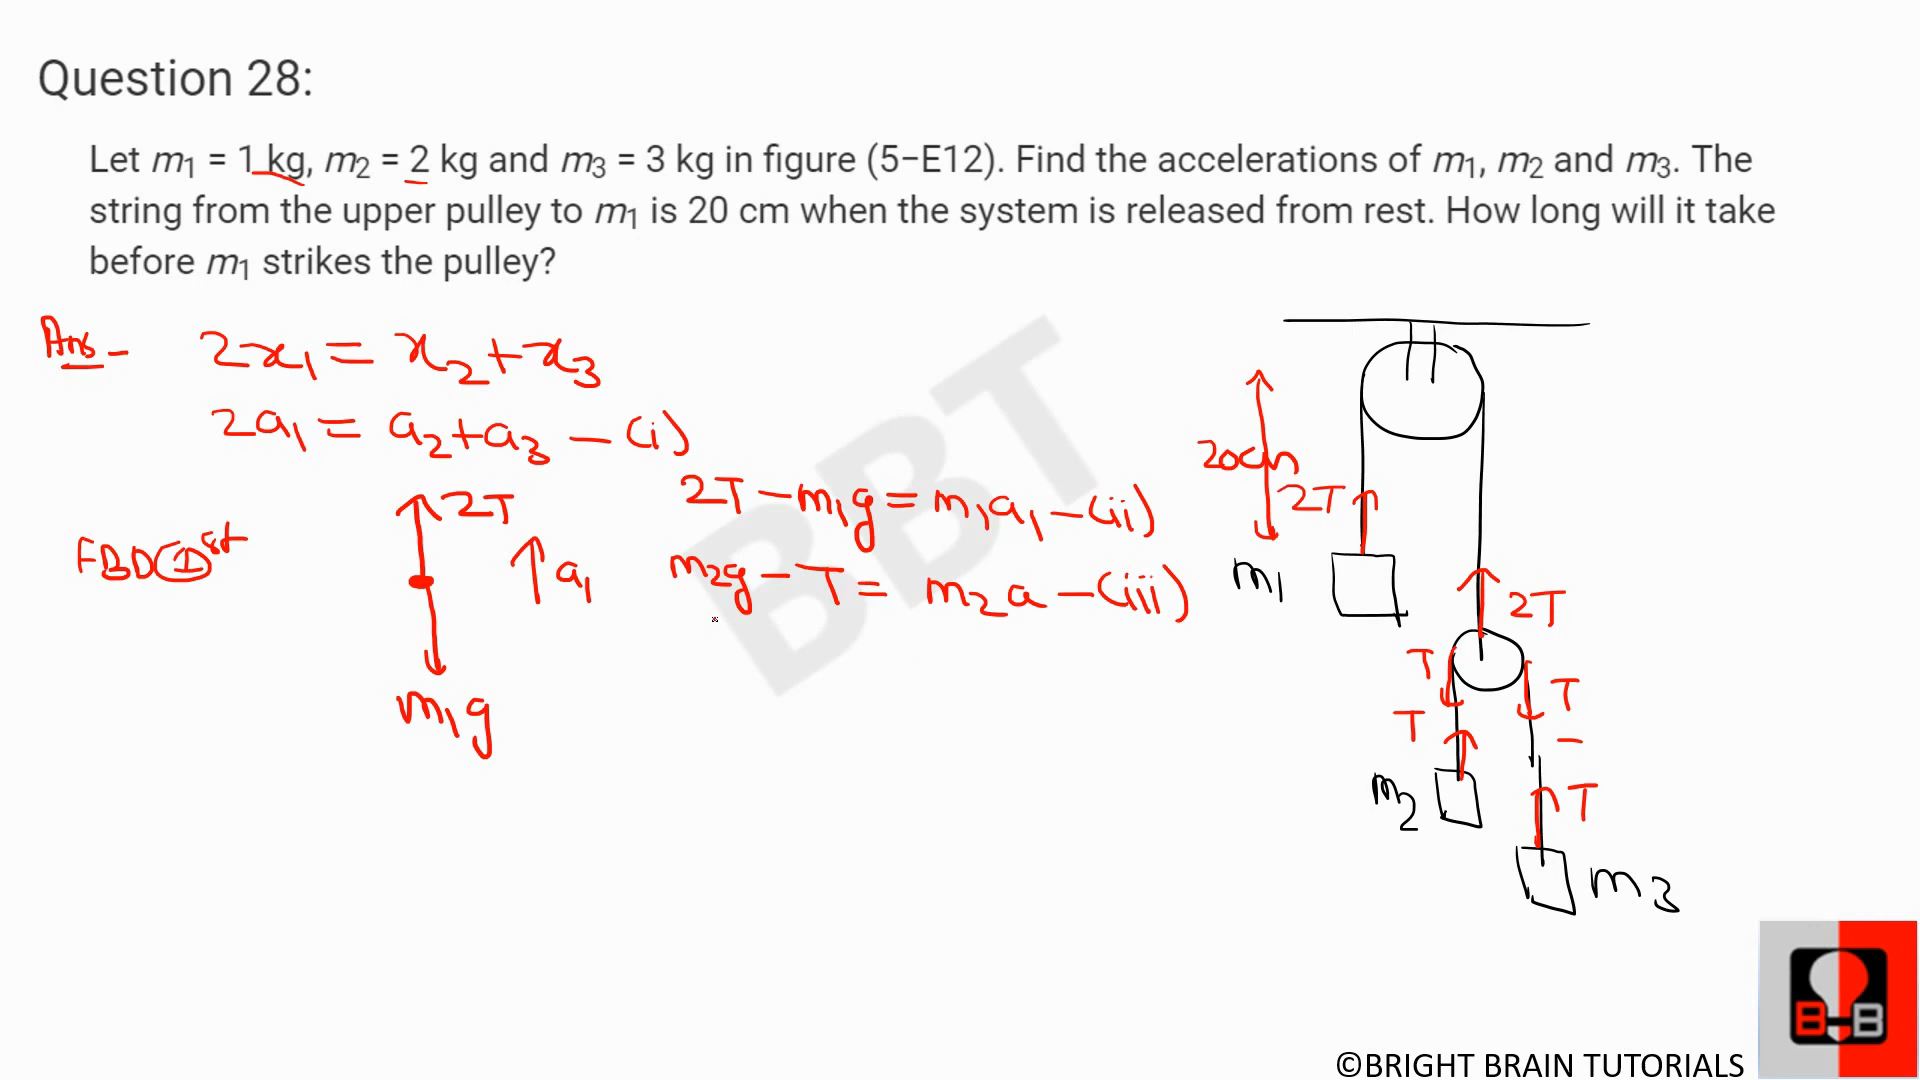 Question 28:
Let m1 = 1 kg, m2 = 2 kg and m3 = 3 kg in figure (5−E12). Find the accelerations of m1, m2 and m3. The
string from the upper pulley to m1 is 20 cm when the system is released from rest. How long will it take
before m1 strikes the pulley?
Ans - 2x1 = x2 + x3
2a1 = a2 + a3 - (i)
FBD 1st
2T
a1
m1g
2T - m1g = m1a1 - (ii)
m2g - T = m2a - (iii)
20cm
2T
m1
2T
T
T
T
T
m2
m3
BBT
B-B
©BRIGHT BRAIN TUTORIALS